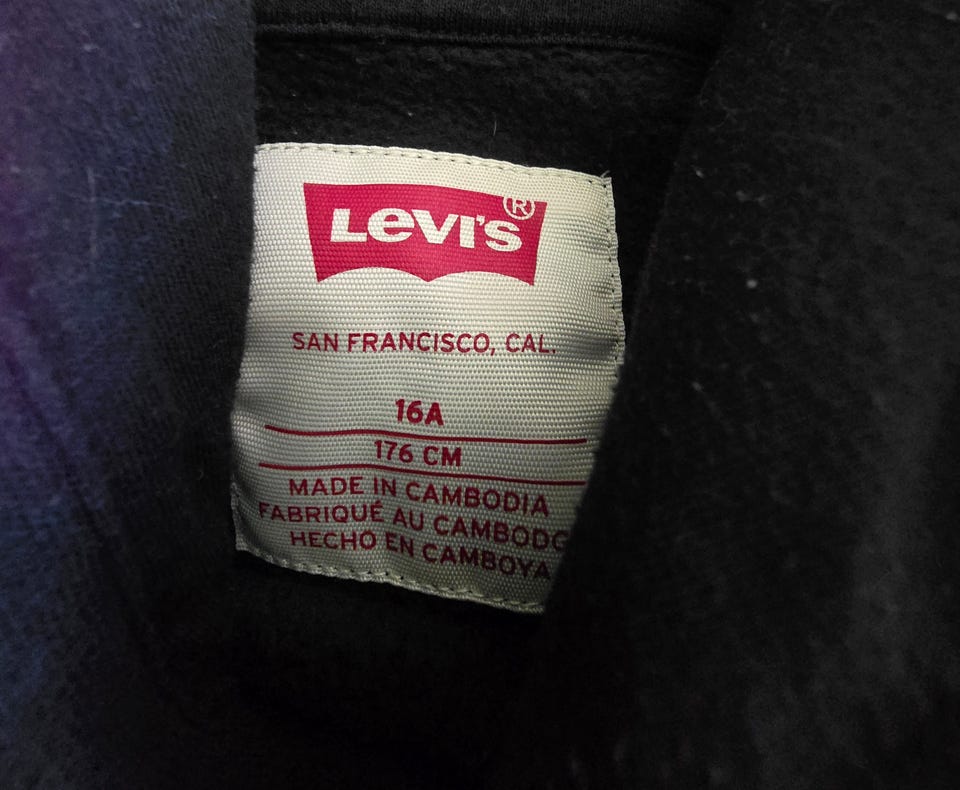 Levi's ®
SAN FRANCISCO, CAL.
16A
176 CM
MADE IN CAMBODIA
FABRIQUÉ AU CAMBODG
HECHO EN CAMBOYA